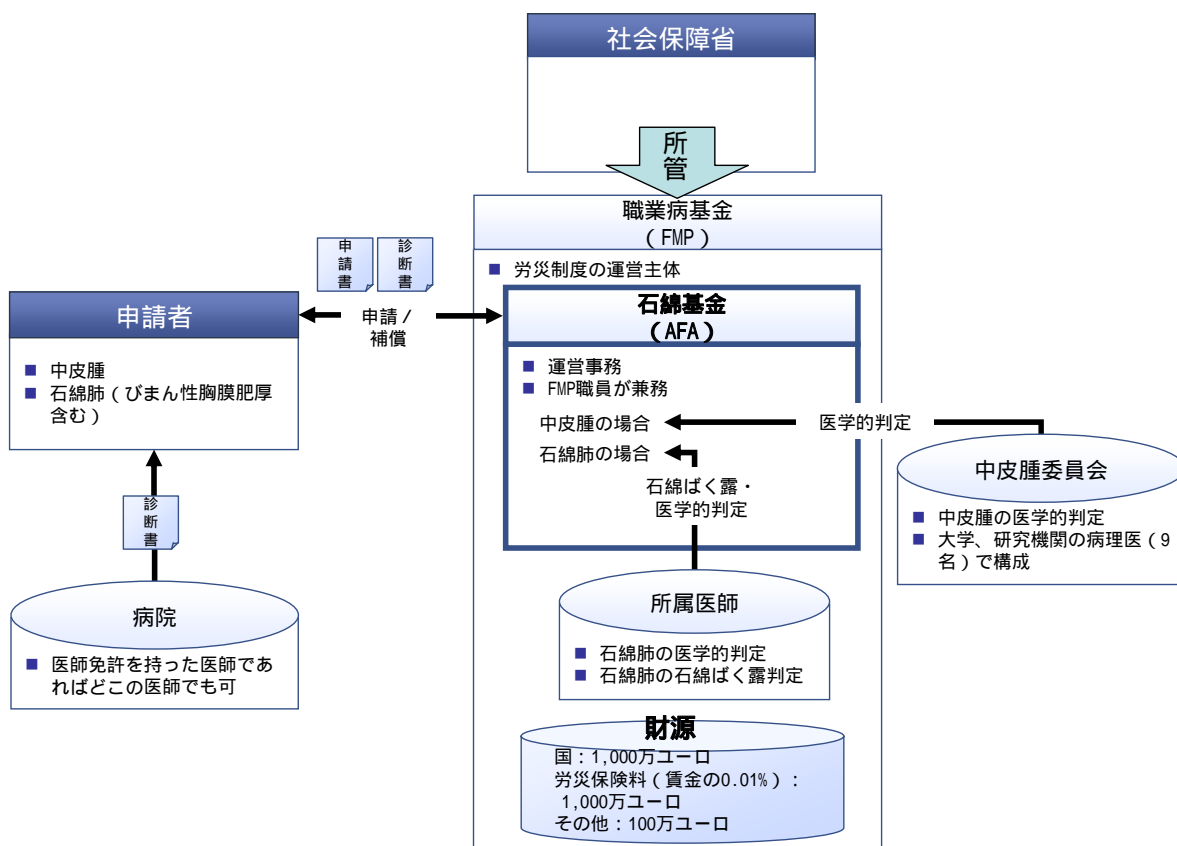 社会保障省
所
管
職業病基金
(FMP)
■ 労災制度の運営主体
申
請
書
診
断
書
申請/
補償
申請者
■ 中皮腫
■ 石綿肺(びまん性胸膜肥厚
含む)
石綿基金
(AFA)
■ 運営事務
■ FMP職員が兼務
中皮腫の場合
医学的判定
石綿肺の場合
石綿ばく露・
医学的判定
中皮腫委員会
■ 中皮腫の医学的判定
■ 大学、研究機関の病理医(9
名)で構成
診
断
書
病院
■ 医師免許を持った医師であ
ればどこの医師でも可
所属医師
■ 石綿肺の医学的判定
■ 石綿肺の石綿ばく露判定
財源
国:1,000万ユーロ
労災保険料(賃金の0.01%):
1,000万ユーロ
その他:100万ユーロ